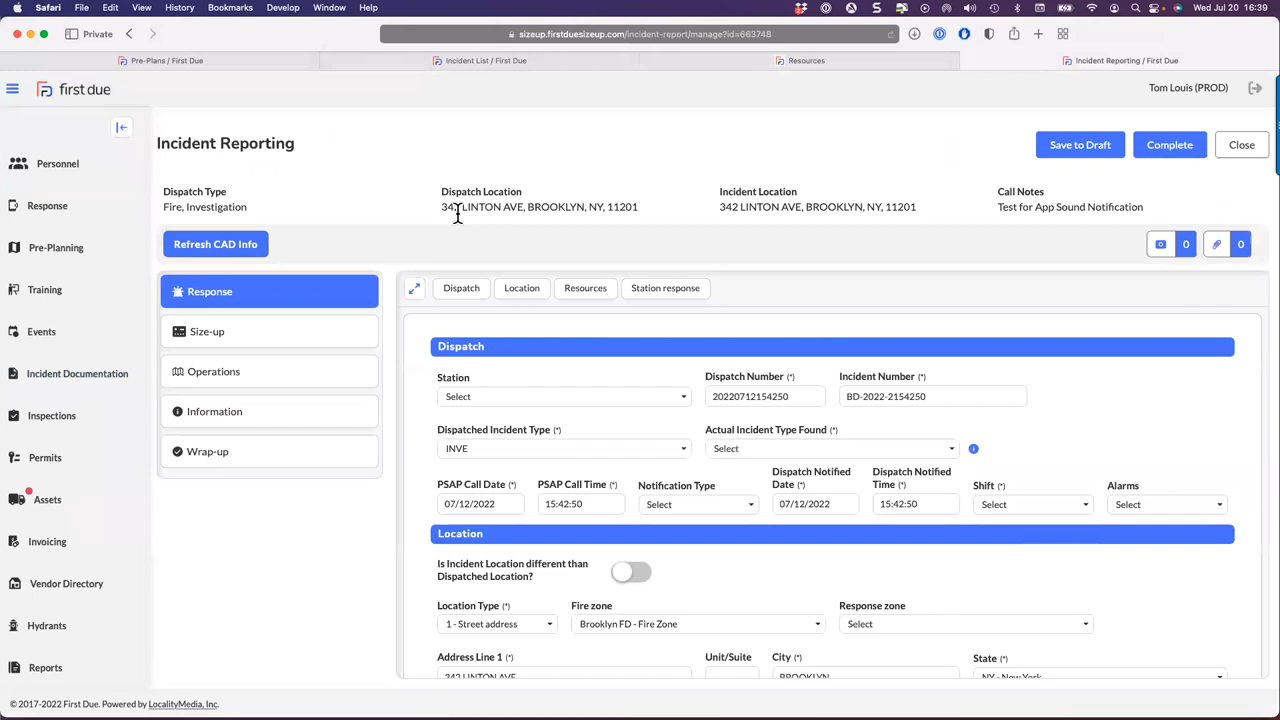 Safari File Edit View History Bookmarks Develop Window Help Wed Jul 20 16:39
Private sizeup.firstduesizeup.com/incident-report/manage?id=663748
Pre-Plans / First Due Incident List / First Due Resources Incident Reporting / First Due
first due Tom Louis (PROD)
Incident Reporting Save to Draft Complete Close
Dispatch Type Dispatch Location Incident Location Call Notes
Fire, Investigation 342 LINTON AVE, BROOKLYN, NY, 11201 342 LINTON AVE, BROOKLYN, NY, 11201 Test for App Sound Notification
Refresh CAD Info 0 0
Personnel
Response
Pre-Planning
Training
Events
Incident Documentation
Inspections
Permits
Assets
Invoicing
Vendor Directory
Hydrants
Reports
Response
Size-up
Operations
Information
Wrap-up
Dispatch Location Resources Station response
Dispatch
Station Dispatch Number (*) Incident Number (*)
Select 20220712154250 BD-2022-2154250
Dispatched Incident Type (*) Actual Incident Type Found (*)
INVE Select
PSAP Call Date (*) PSAP Call Time (*) Notification Type Dispatch Notified Date (*) Dispatch Notified Time (*) Shift (*) Alarms
07/12/2022 15:42:50 Select 07/12/2022 15:42:50 Select Select
Location
Is Incident Location different than
Dispatched Location?
Location Type (*) Fire zone Response zone
1 - Street address Brooklyn FD - Fire Zone Select
Address Line 1 (*) Unit/Suite City (*) State (*)
342 LINTON AVE BROOKLYN NY - New York
© 2017-2022 First Due. Powered by LocalityMedia, Inc.